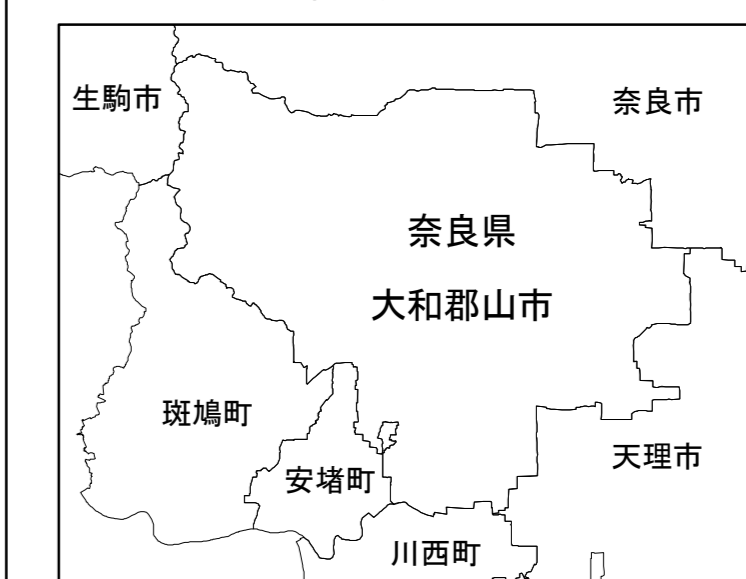 生駒市
奈良市
奈良県
大和郡山市
斑鳩町
天理市
安堵町
川西町